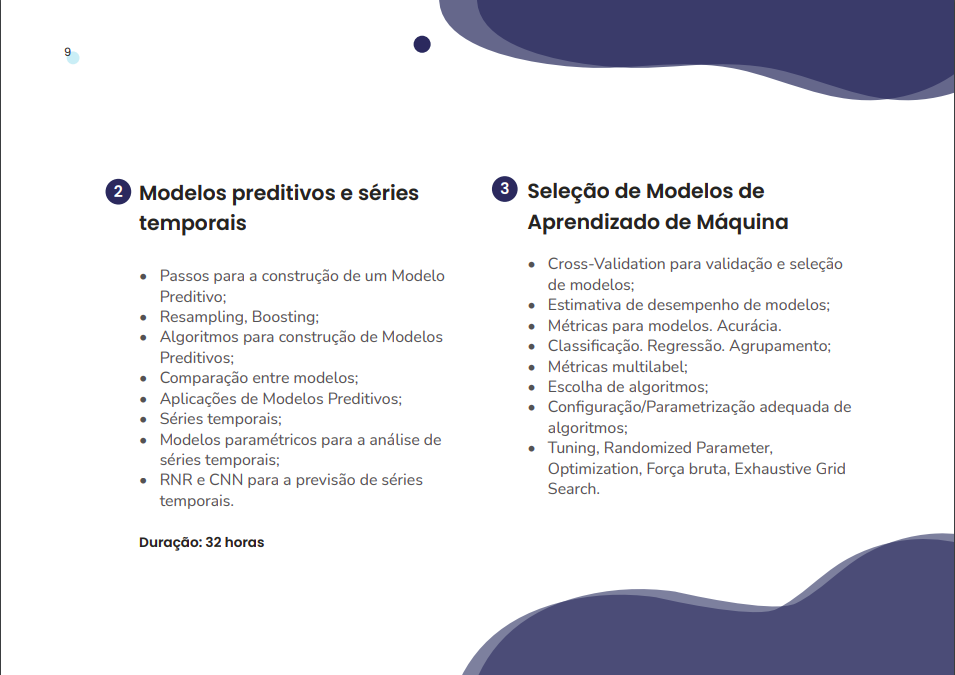 9
2 Modelos preditivos e séries
temporais
• Passos para a construção de um Modelo
Preditivo;
• Resampling, Boosting;
• Algoritmos para construção de Modelos
Preditivos;
• Comparação entre modelos;
• Aplicações de Modelos Preditivos;
• Séries temporais;
• Modelos paramétricos para a análise de
séries temporais;
• RNR e CNN para a previsão de séries
temporais.
Duração: 32 horas
3 Seleção de Modelos de
Aprendizado de Máquina
• Cross-Validation para validação e seleção
de modelos;
• Estimativa de desempenho de modelos;
• Métricas para modelos. Acurácia.
• Classificação. Regressão. Agrupamento;
• Métricas multilabel;
• Escolha de algoritmos;
• Configuração/Parametrização adequada de
algoritmos;
• Tuning, Randomized Parameter,
Optimization, Força bruta, Exhaustive Grid
Search.